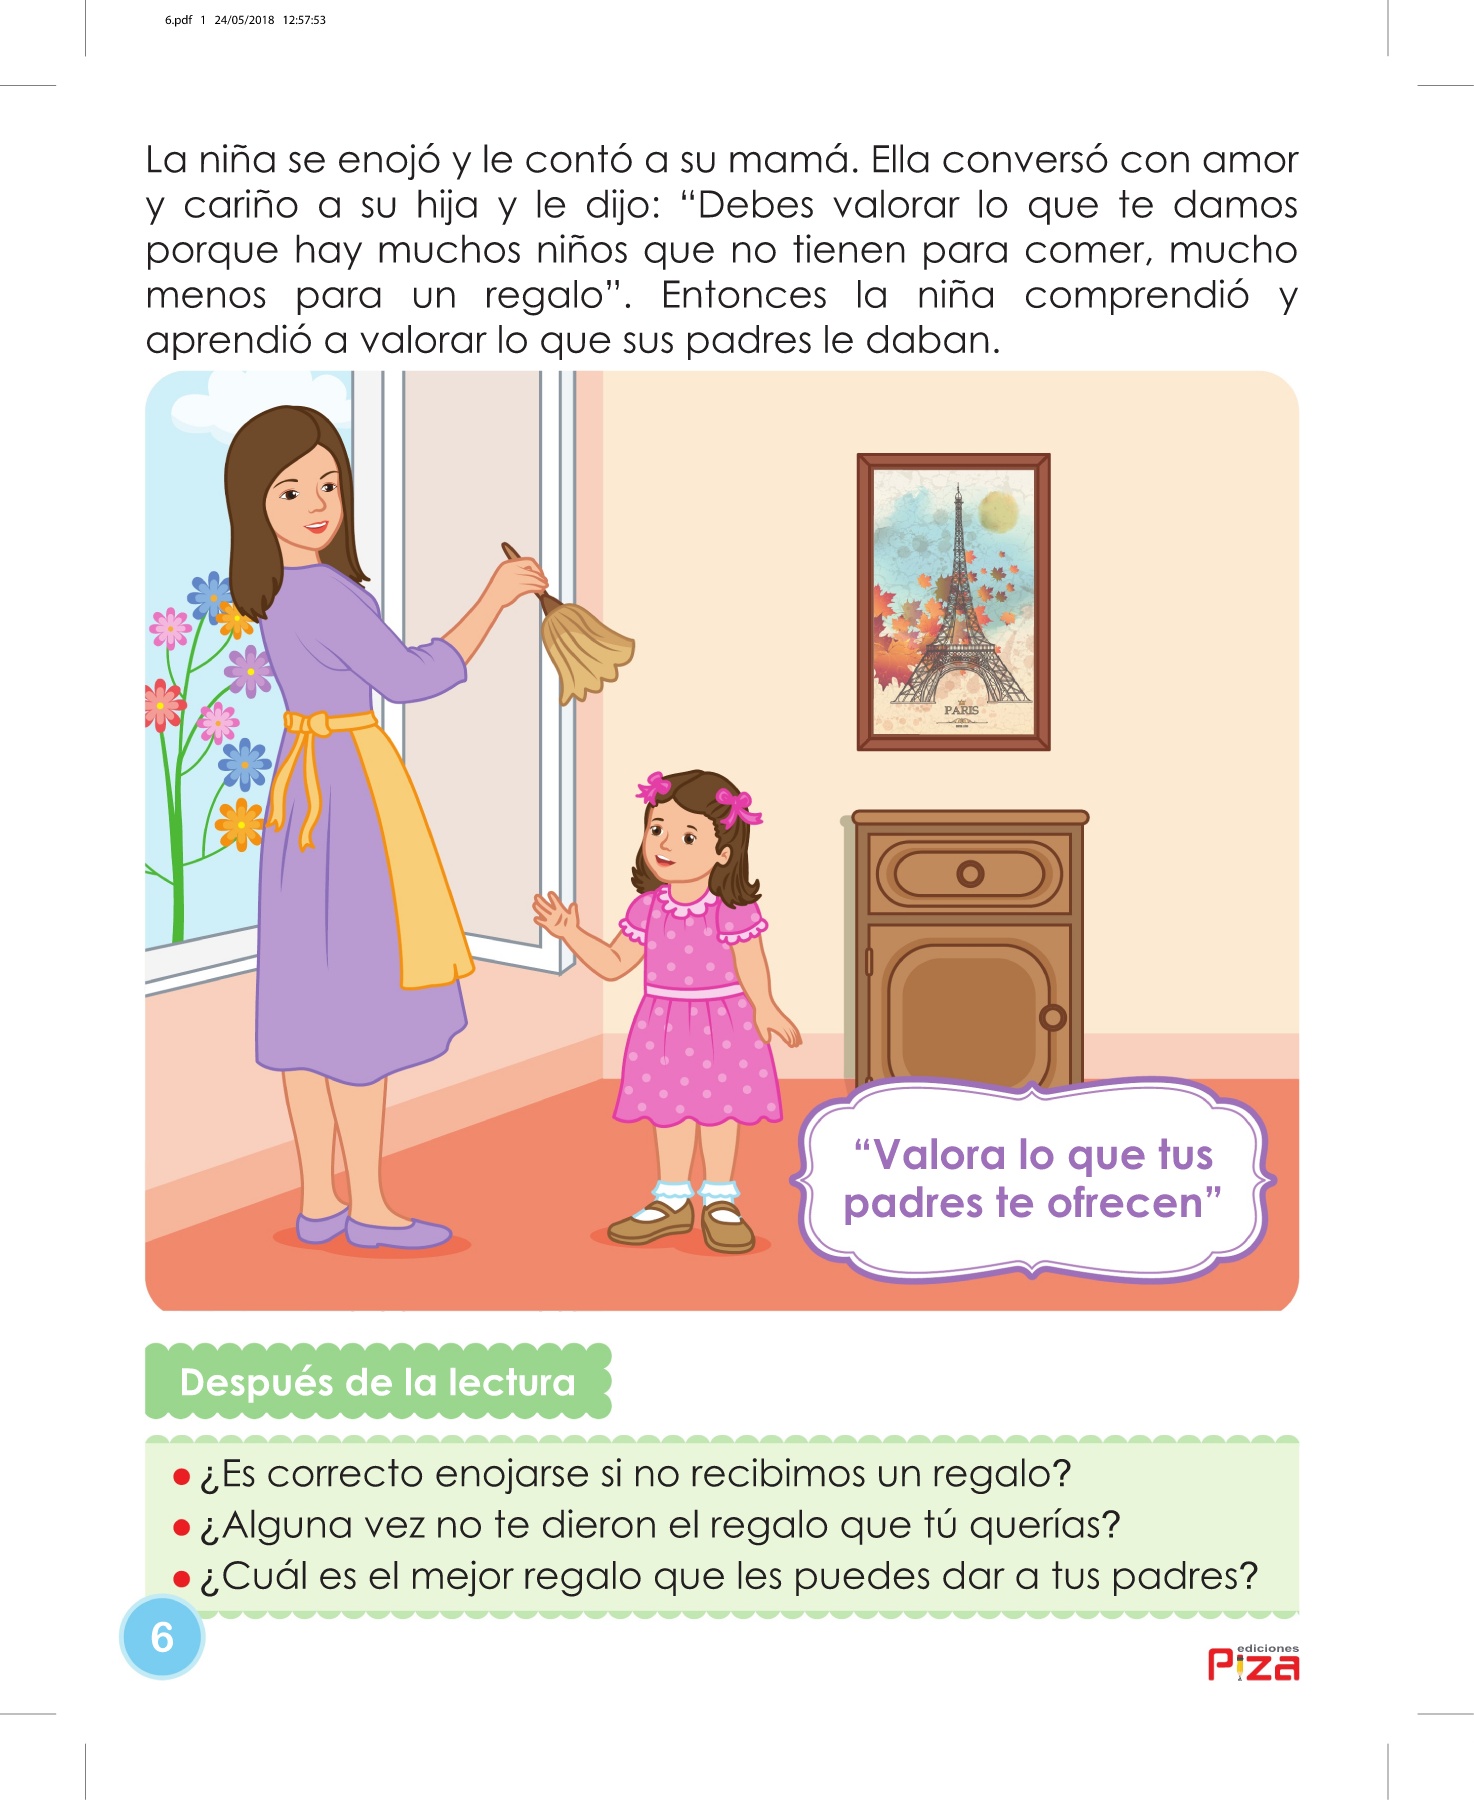 6.pdf 1 24/05/2018 12:57:53
La niña se enojó y le contó a su mamá. Ella conversó con amor
y cariño a su hija y le dijo: “Debes valorar lo que te damos
porque hay muchos niños que no tienen para comer, mucho
menos para un regalo”. Entonces la niña comprendió y
aprendió a valorar lo que sus padres le daban.
PARIS
“Valora lo que tus
padres te ofrecen”
Después de la lectura
• ¿Es correcto enojarse si no recibimos un regalo?
• ¿Alguna vez no te dieron el regalo que tú querías?
• ¿Cuál es el mejor regalo que les puedes dar a tus padres?
6
ediciones
Piza